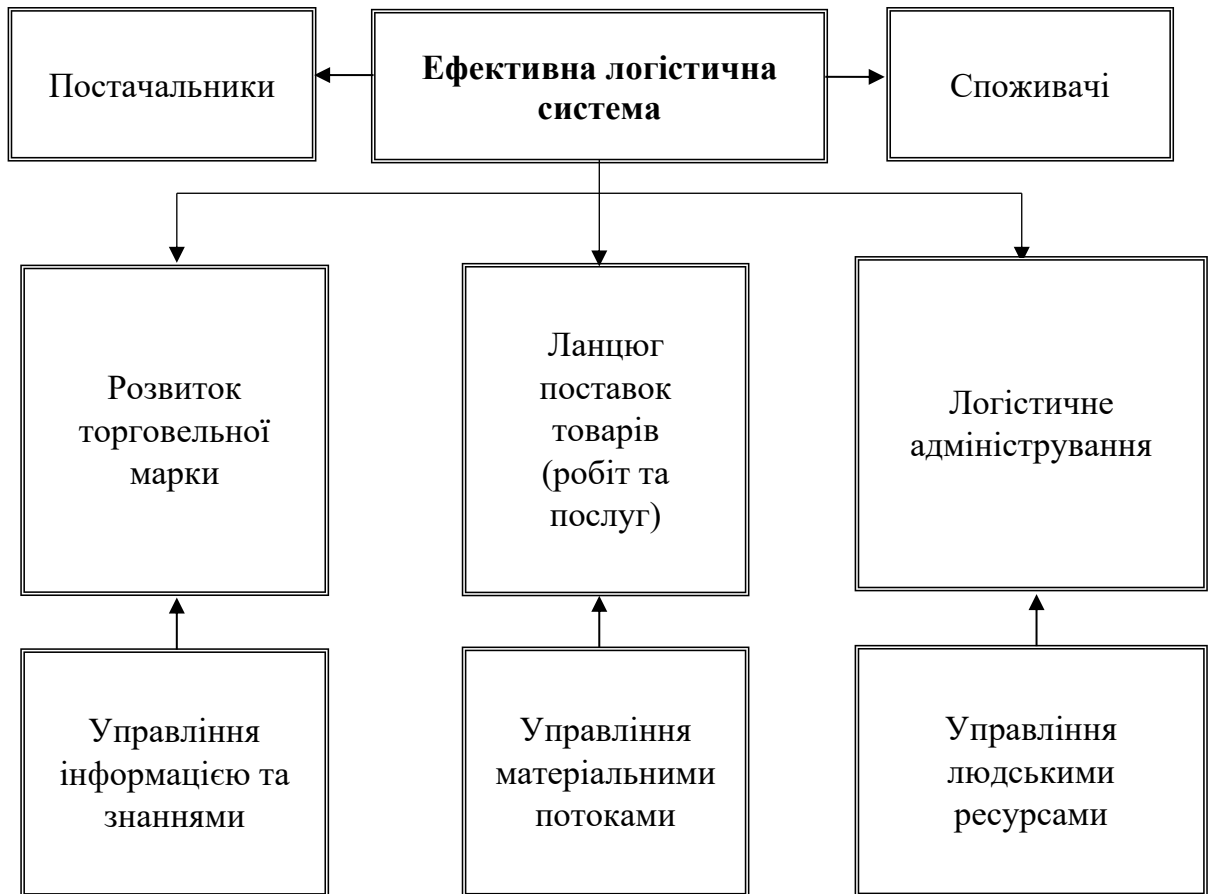 Постачальники
Ефективна логістична
система
Споживачі
Розвиток
торговельної
марки
Ланцюг
поставок
товарів
(робіт та
послуг)
Логістичне
адміністрування
Управління
інформацією та
знаннями
Управління
матеріальними
потоками
Управління
людськими
ресурсами